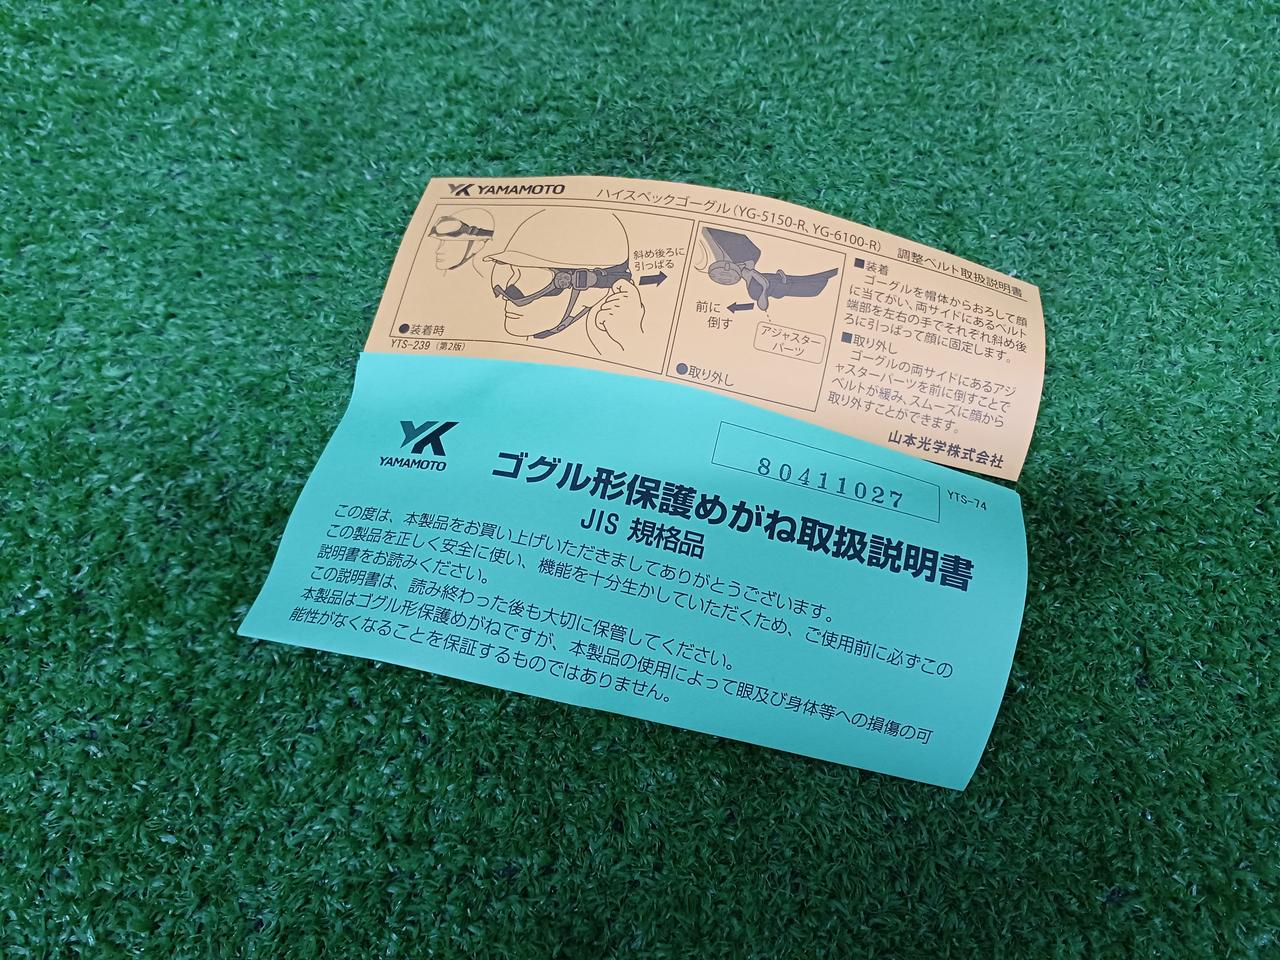 YK YAMAMOTO
ハイスペックゴーグル(YG-5150-R、YG-6100-R) 調整ベルト取扱説明書
斜め後ろに
引っぱる
●装着時
YTS-239 (第2版)
前に
倒す
アジャスター
パーツ
●取り外し
■装着
ゴーグルを帽体からおろして顔
に当てがい、両サイドにあるベルト
端部を左右の手でそれぞれ斜め後
ろに引っぱって顔に固定します。
■取り外し
ゴーグルの両サイドにあるアジ
ャスターパーツを前に倒すことで
ベルトが緩み、スムーズに顔から
取り外すことができます。
山本光学株式会社
YK
YAMAMOTO
80411027
YTS-74
ゴグル形保護めがね取扱説明書
JIS 規格品
この度は、本製品をお買い上げいただきましてありがとうございます。
この製品を正しく安全に使い、機能を十分生かしていただくため、ご使用前に必ずこの
説明書をお読みください。
この説明書は、読み終わった後も大切に保管してください。
本製品はゴグル形保護めがねですが、本製品の使用によって眼及び身体等への損傷の可
能性がなくなることを保証するものではありません。